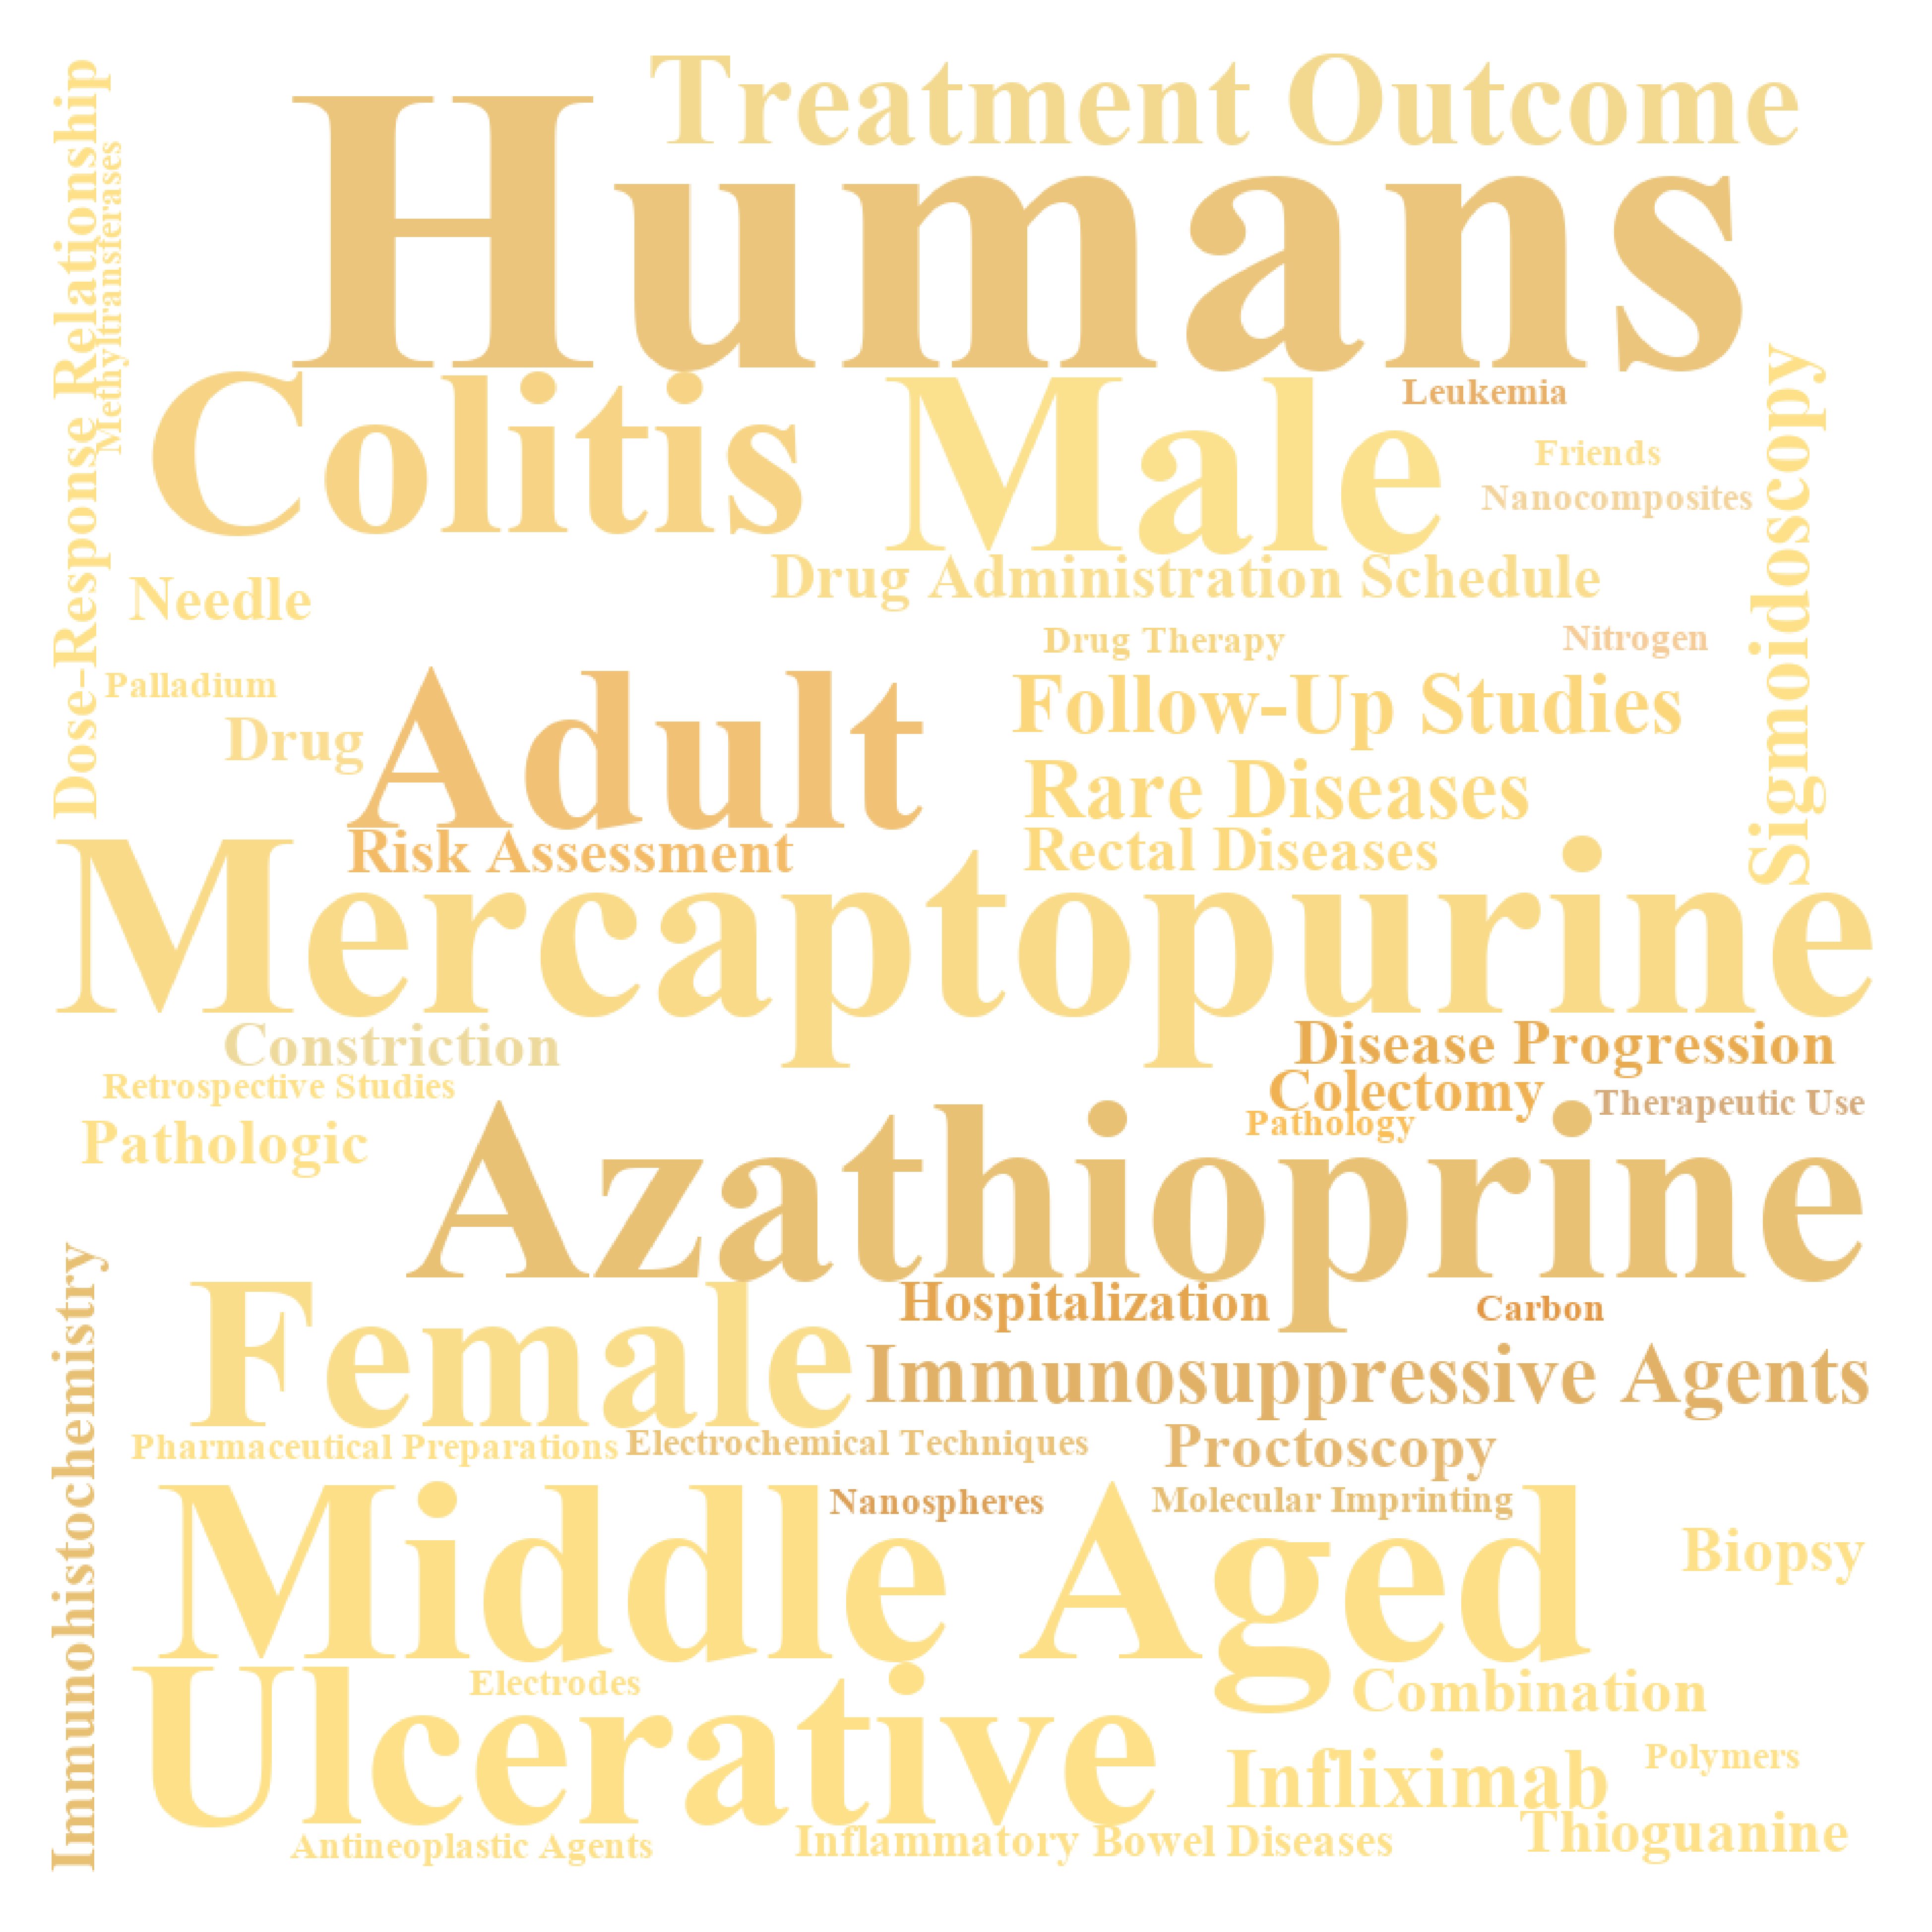 Treatment Outcome
Humans
Dose-Response Relationship
Methyltransferases
Colitis
Male
Leukemia
Friends
Nanocomposites
Sigmoidoscopy
Drug Administration Schedule
Needle
Drug Therapy
Nitrogen
Palladium
Adult
Follow-Up Studies
Drug
Rare Diseases
Risk Assessment
Rectal Diseases
Mercaptopurine
Constriction
Disease Progression
Retrospective Studies
Colectomy
Therapeutic Use
Pathologic
Pathology
Azathioprine
Immunohistochemistry
Female
Hospitalization
Carbon
Immunosuppressive Agents
Pharmaceutical Preparations
Electrochemical Techniques
Proctoscopy
Middle Aged
Nanospheres
Molecular Imprinting
Biopsy
Ulcerative
Electrodes
Combination
Infliximab
Polymers
Antineoplastic Agents
Inflammatory Bowel Diseases
Thioguanine